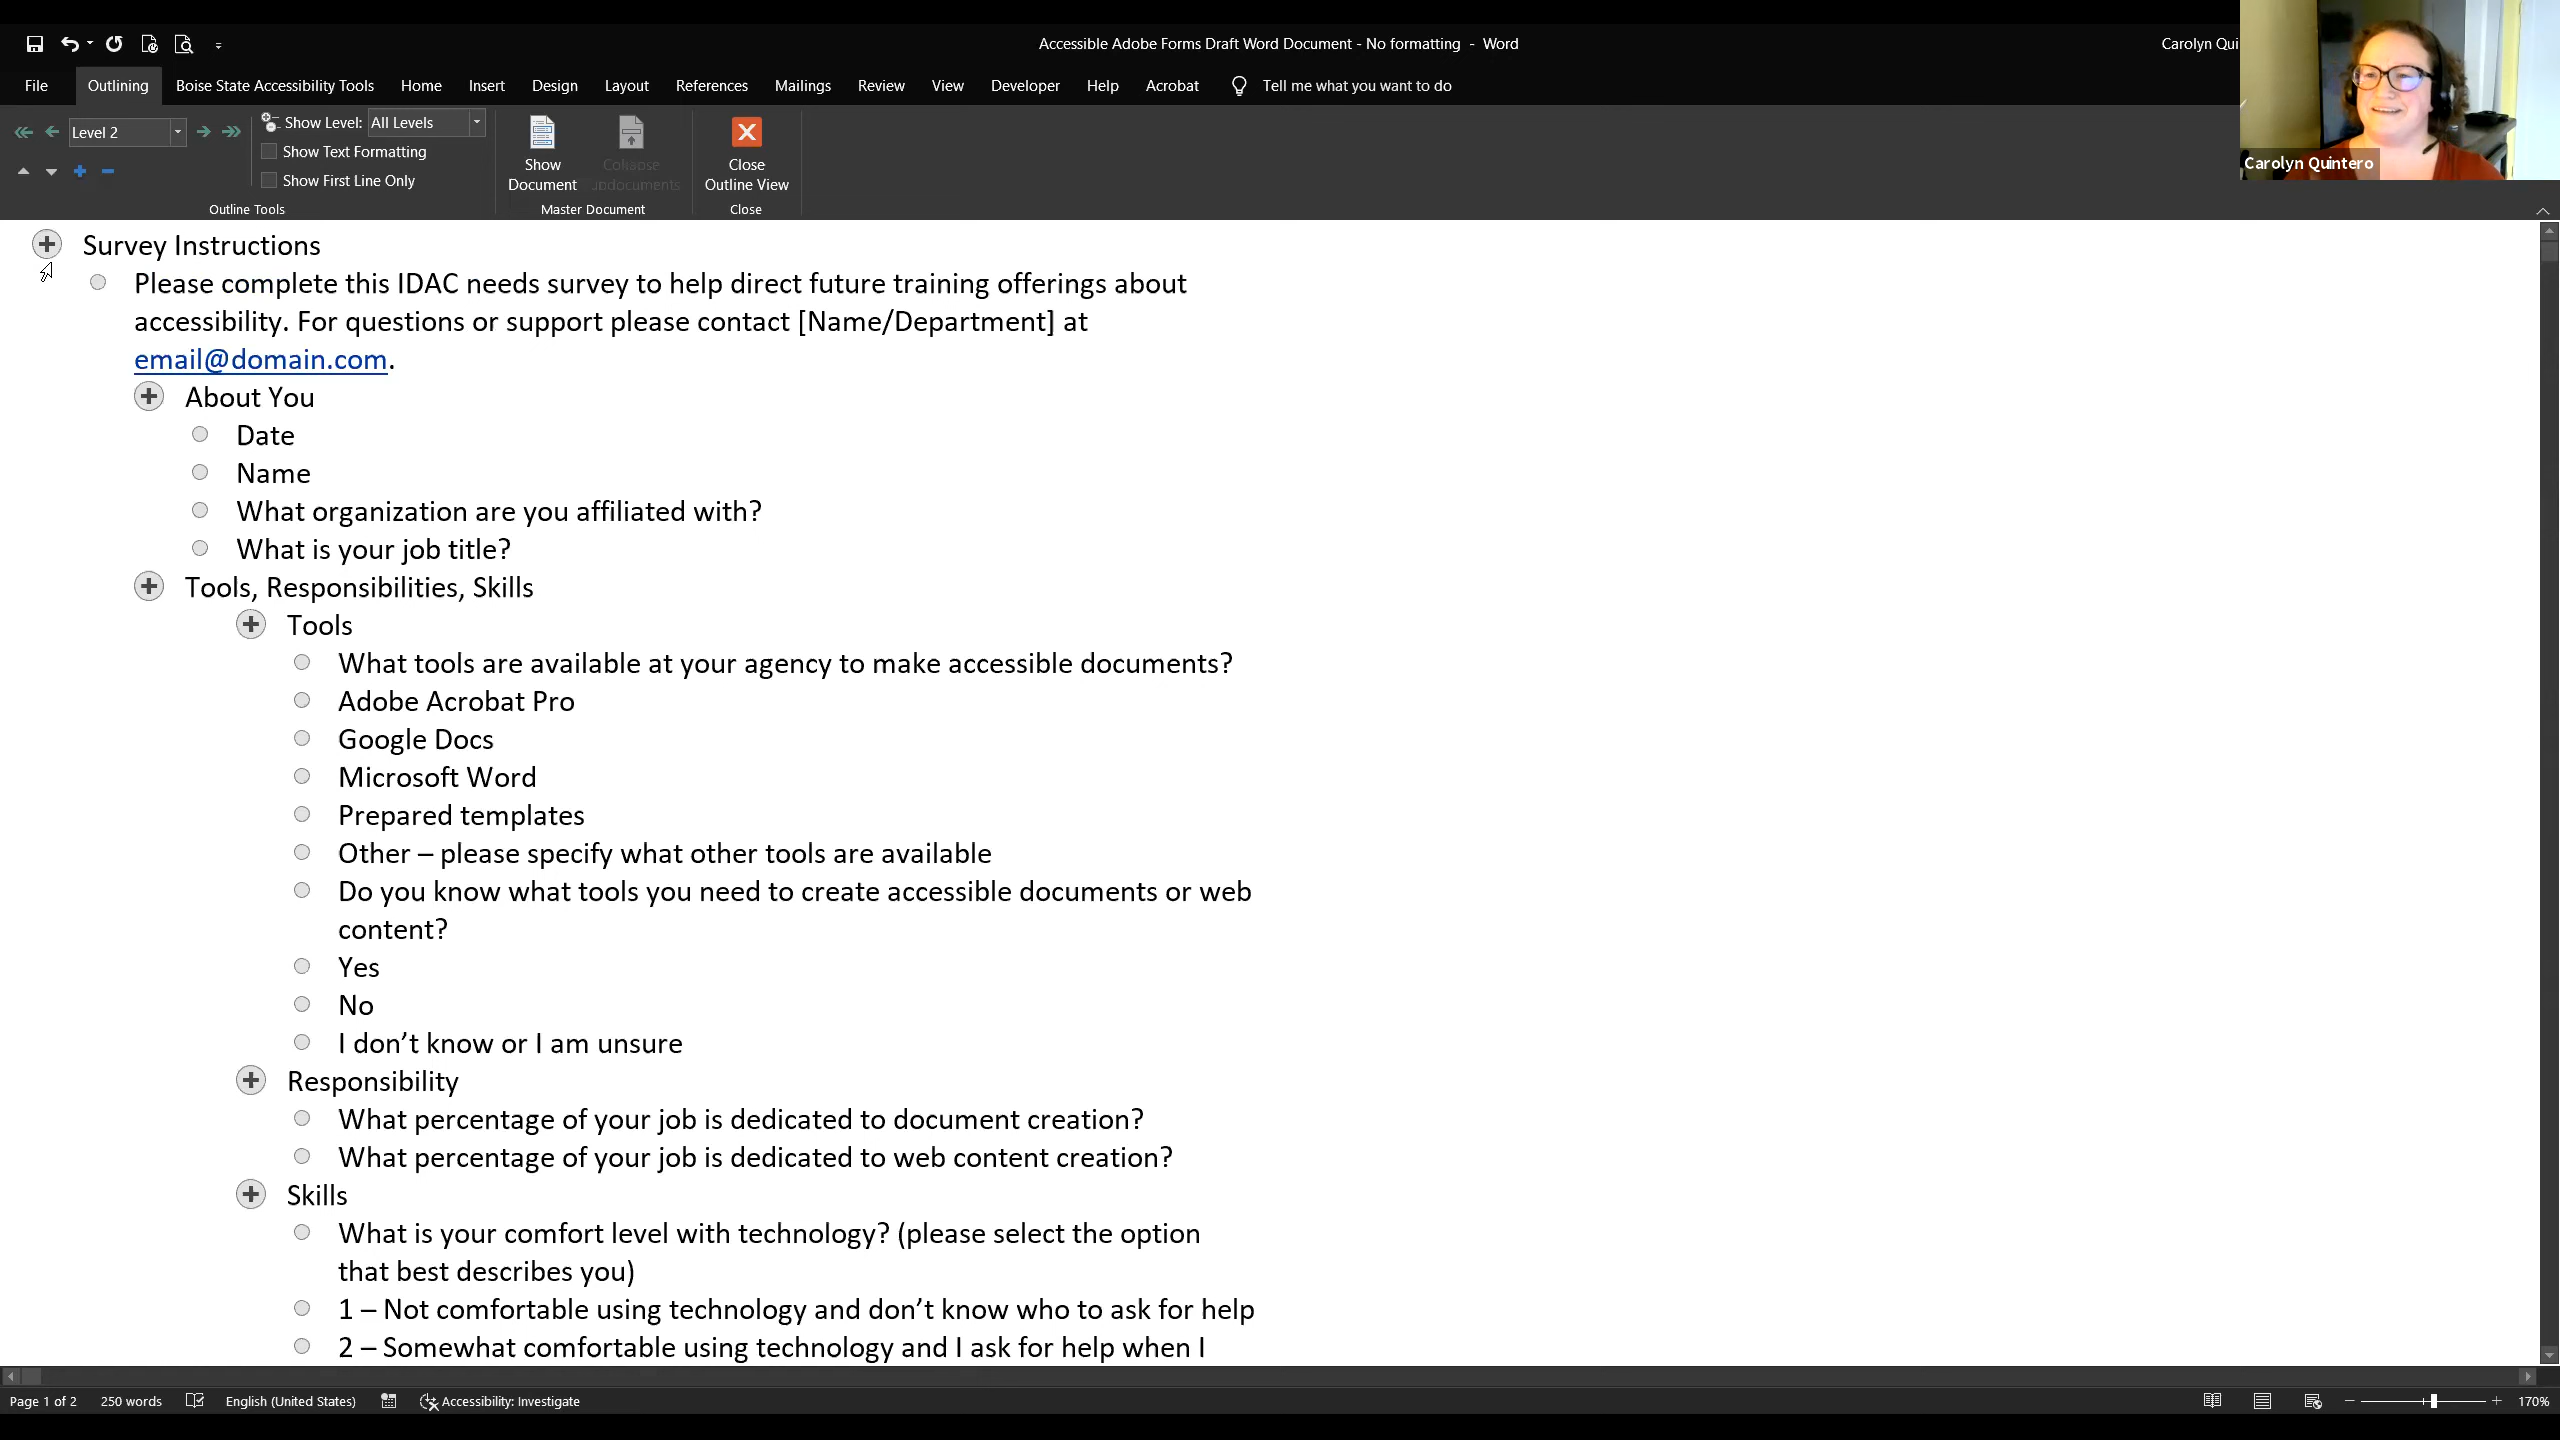 Accessible Adobe Forms Draft Word Document - No formatting - Word
Carolyn Qui
File Outlining Boise State Accessibility Tools Home Insert Design Layout References Mailings Review View Developer Help Acrobat Tell me what you want to do
Level 2
Show Level: All Levels
Show Text Formatting
Show First Line Only
Outline Tools
Show Document
Collapse Subdocuments
Master Document
Close Outline View
Close
Carolyn Quintero
Survey Instructions
Please complete this IDAC needs survey to help direct future training offerings about
accessibility. For questions or support please contact [Name/Department] at
email@domain.com.
About You
Date
Name
What organization are you affiliated with?
What is your job title?
Tools, Responsibilities, Skills
Tools
What tools are available at your agency to make accessible documents?
Adobe Acrobat Pro
Google Docs
Microsoft Word
Prepared templates
Other – please specify what other tools are available
Do you know what tools you need to create accessible documents or web
content?
Yes
No
I don’t know or I am unsure
Responsibility
What percentage of your job is dedicated to document creation?
What percentage of your job is dedicated to web content creation?
Skills
What is your comfort level with technology? (please select the option
that best describes you)
1 – Not comfortable using technology and don’t know who to ask for help
2 – Somewhat comfortable using technology and I ask for help when I
Page 1 of 2 250 words English (United States) Accessibility: Investigate 170%